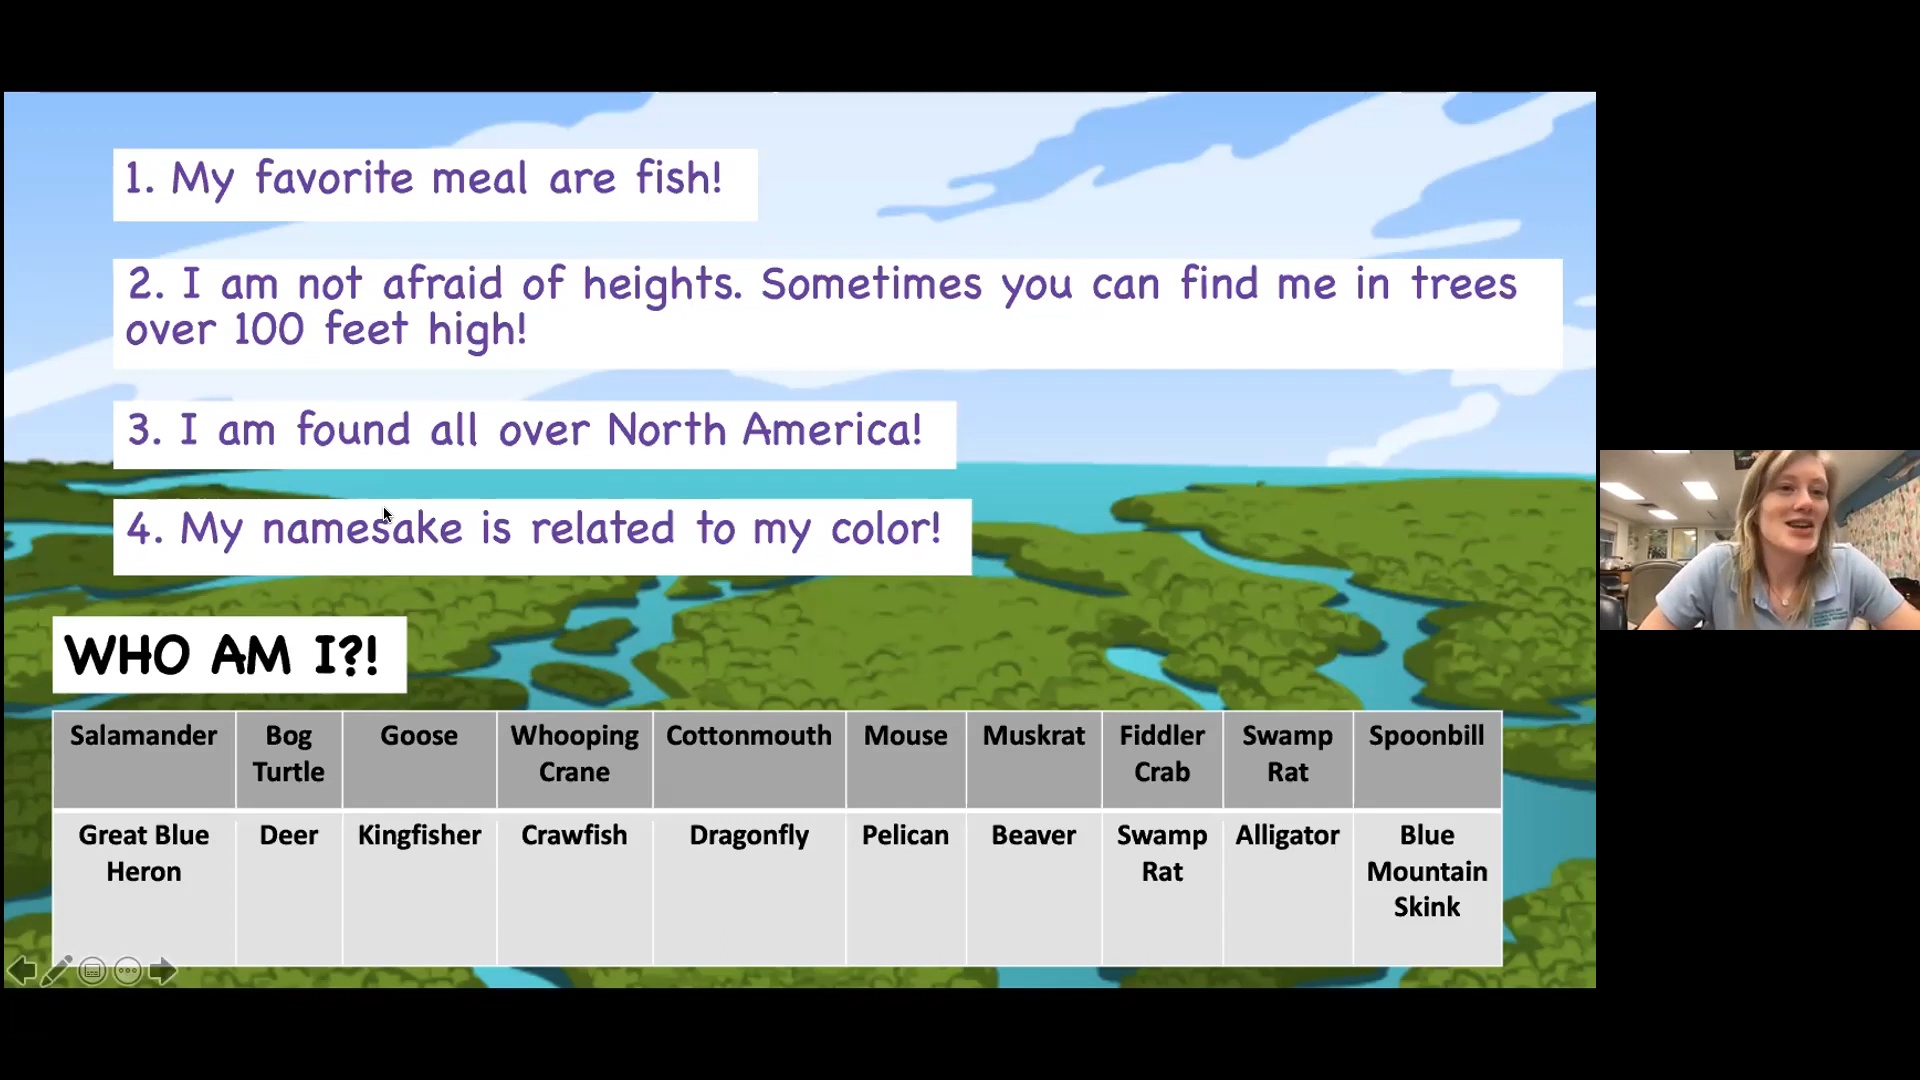 1. My favorite meal are fish!
2. I am not afraid of heights. Sometimes you can find me in trees
over 100 feet high!
3. I am found all over North America!
4. My namesake is related to my color!
WHO AM I?!
Salamander
Bog
Turtle
Goose
Whooping
Crane
Cottonmouth
Mouse
Muskrat
Fiddler
Crab
Swamp
Rat
Spoonbill
Great Blue
Heron
Deer
Kingfisher
Crawfish
Dragonfly
Pelican
Beaver
Swamp
Rat
Alligator
Blue
Mountain
Skink